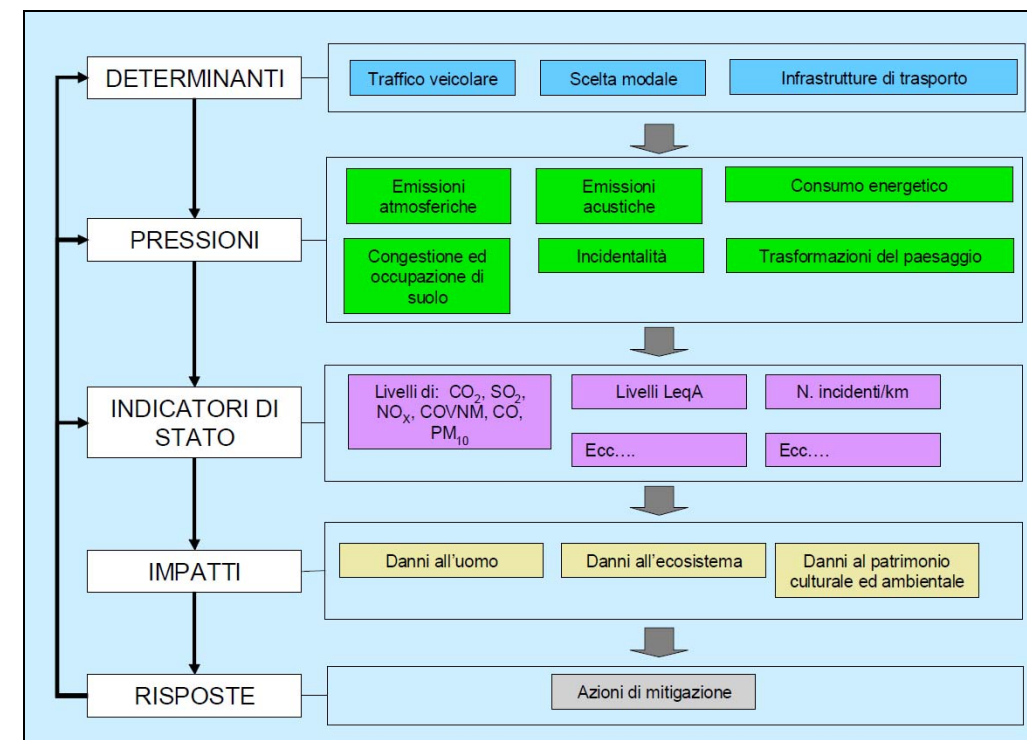 DETERMINANTI
Traffico veicolare
Scelta modale
Infrastrutture di trasporto
PRESSIONI
Emissioni
atmosferiche
Emissioni
acustiche
Consumo energetico
Congestione ed
occupazione di
suolo
Incidentalità
Trasformazioni del paesaggio
INDICATORI DI
STATO
Livelli di: CO₂, SO₂,
NOₓ, COVNM, CO,
PM₁₀
Livelli LeqA
N. incidenti/km
Ecc....
Ecc....
IMPATTI
Danni all'uomo
Danni all'ecosistema
Danni al patrimonio
culturale ed ambientale
RISPOSTE
Azioni di mitigazione